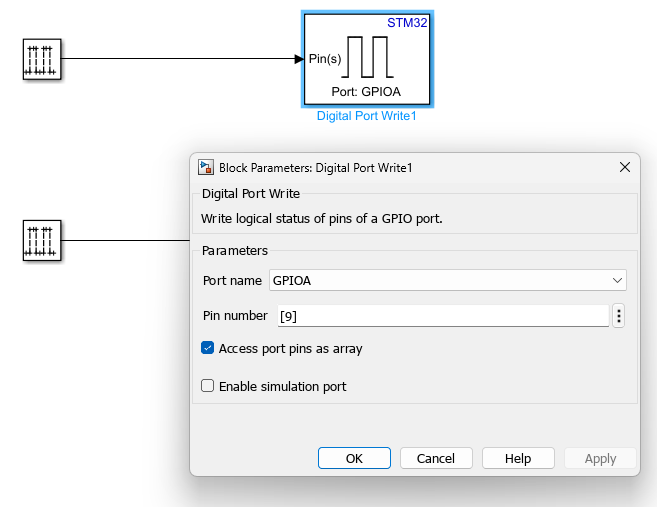 STM32
Pin(s)
Port: GPIOA
Digital Port Write1
Block Parameters: Digital Port Write1
Digital Port Write
Write logical status of pins of a GPIO port.
Parameters
Port name GPIOA
Pin number [9]
Access port pins as array
Enable simulation port
OK Cancel Help Apply